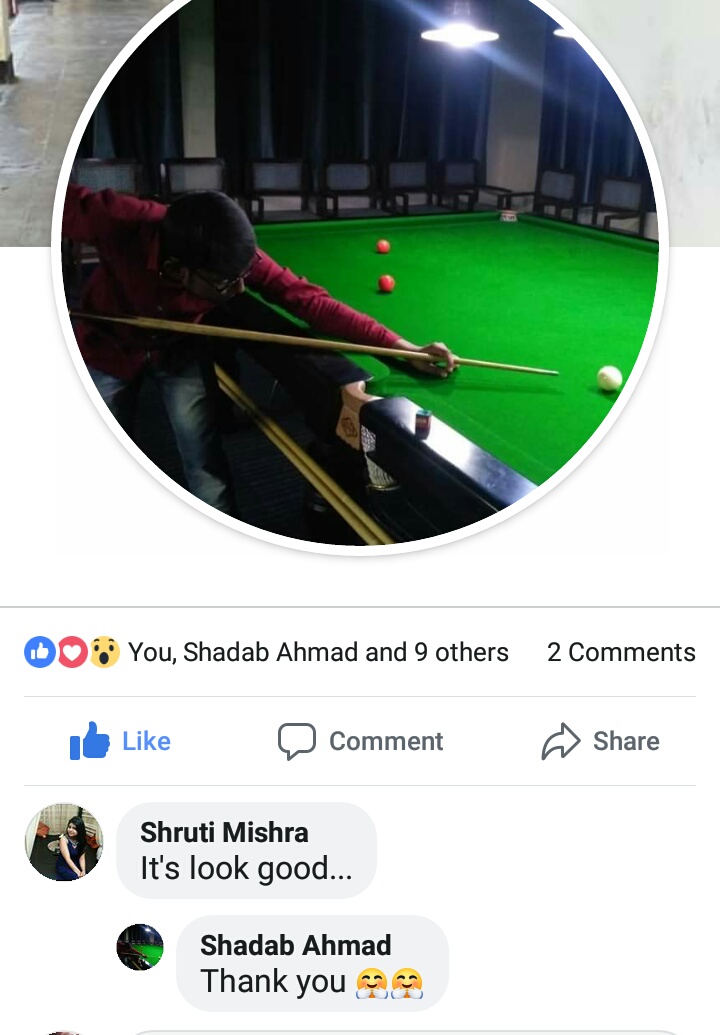 You, Shadab Ahmad and 9 others 2 Comments
Like Comment Share
Shruti Mishra
It's look good...
Shadab Ahmad
Thank you 🤗🤗